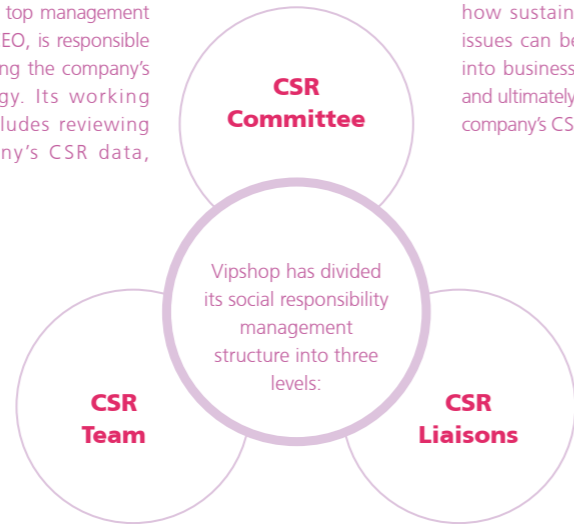 top management
EO, is responsible
ng the company's
gy. Its working
ludes reviewing
ny's CSR data,
how sustain
issues can be
into business
and ultimately
company's CS
CSR
Committee
Vipshop has divided
its social responsibility
management
structure into three
levels:
CSR
Team
CSR
Liaisons